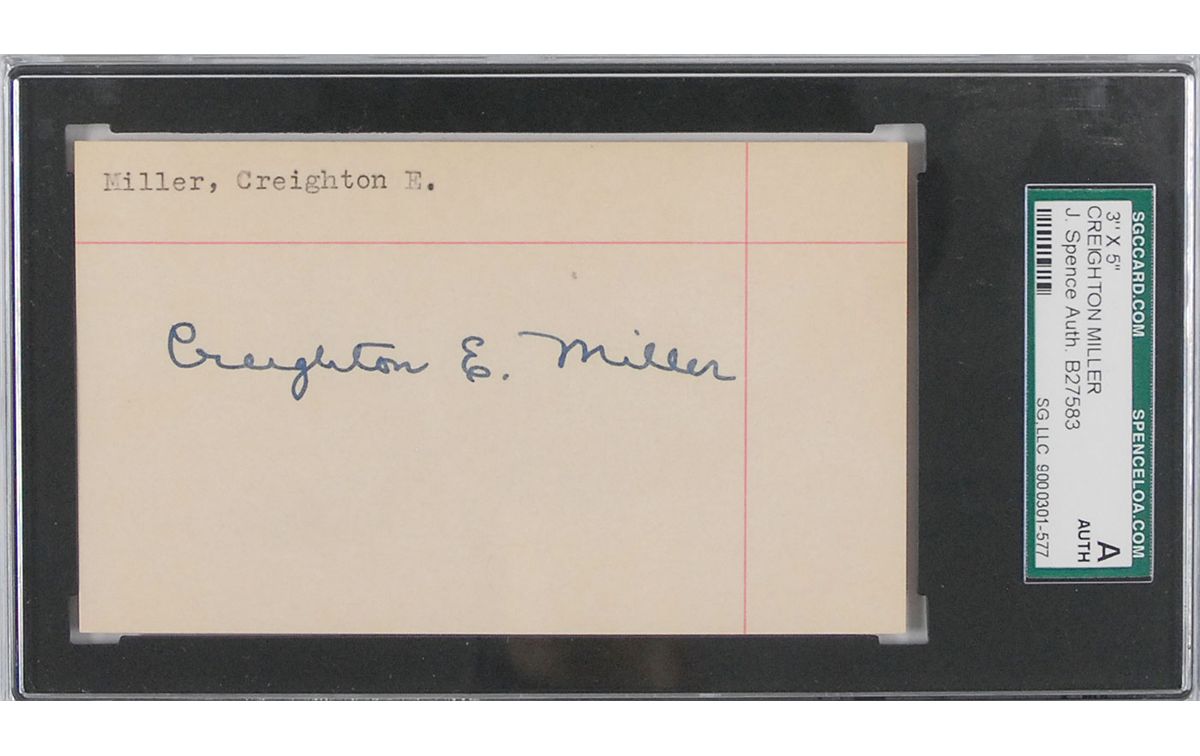 Miller, Creighton E.
Creighton E. Miller
SGCCARD.COM SPENCELOA.COM
3" X 5"
CREIGHTON MILLER
J. Spence Auth. B27583
A
AUTH
SG,LLC 9000301-577